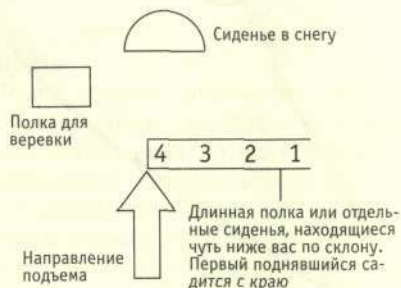 Сиденье в снегу
Полка для
веревки
4 3 2 1
Направление
подъема
Длинная полка или отдель-
ные сиденья, находящиеся
чуть ниже вас по склону.
Первый поднявшийся са-
дится с краю